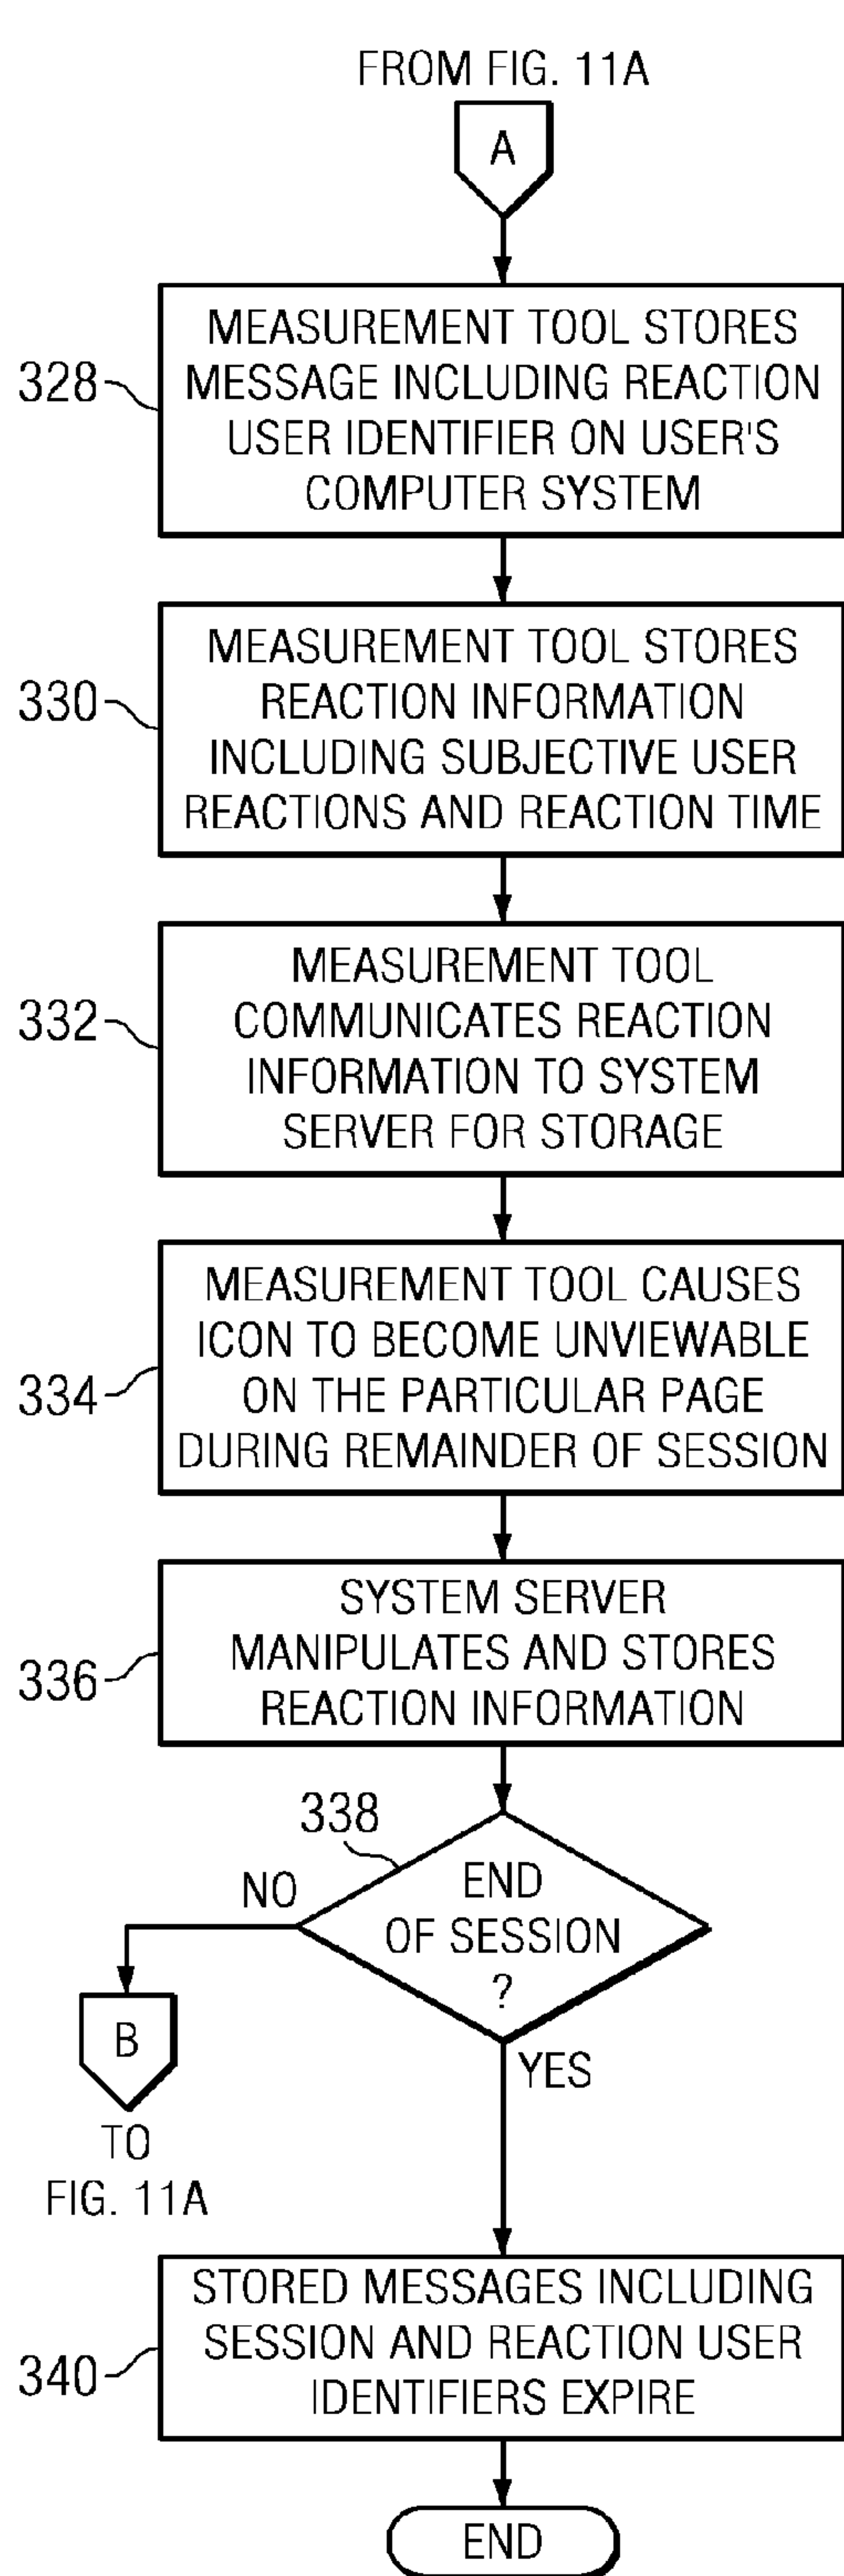 FROM FIG. 11A
A
328
MEASUREMENT TOOL STORES
MESSAGE INCLUDING REACTION
USER IDENTIFIER ON USER'S
COMPUTER SYSTEM
330
MEASUREMENT TOOL STORES
REACTION INFORMATION
INCLUDING SUBJECTIVE USER
REACTIONS AND REACTION TIME
332
MEASUREMENT TOOL
COMMUNICATES REACTION
INFORMATION TO SYSTEM
SERVER FOR STORAGE
334
MEASUREMENT TOOL CAUSES
ICON TO BECOME UNVIEWABLE
ON THE PARTICULAR PAGE
DURING REMAINDER OF SESSION
336
SYSTEM SERVER
MANIPULATES AND STORES
REACTION INFORMATION
338
END
OF SESSION
?
NO
B
TO
FIG. 11A
YES
340
STORED MESSAGES INCLUDING
SESSION AND REACTION USER
IDENTIFIERS EXPIRE
END